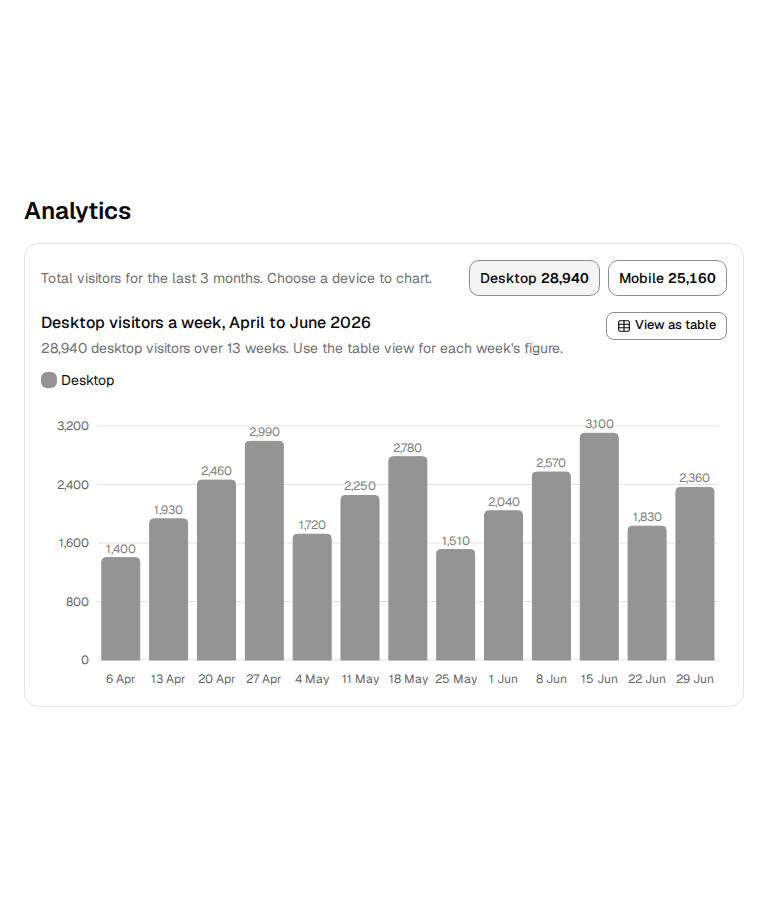 Analytics
Total visitors for the last 3 months. Choose a device to chart.
Desktop 28,940
Mobile 25,160
Desktop visitors a week, April to June 2026
View as table
28,940 desktop visitors over 13 weeks. Use the table view for each week's figure.
Desktop
3,200
2,400
1,600
800
0
1,400
1,930
2,460
2,990
1,720
2,250
2,780
1,510
2,040
2,570
3,100
1,830
2,360
6 Apr
13 Apr
20 Apr
27 Apr
4 May
11 May
18 May
25 May
1 Jun
8 Jun
15 Jun
22 Jun
29 Jun